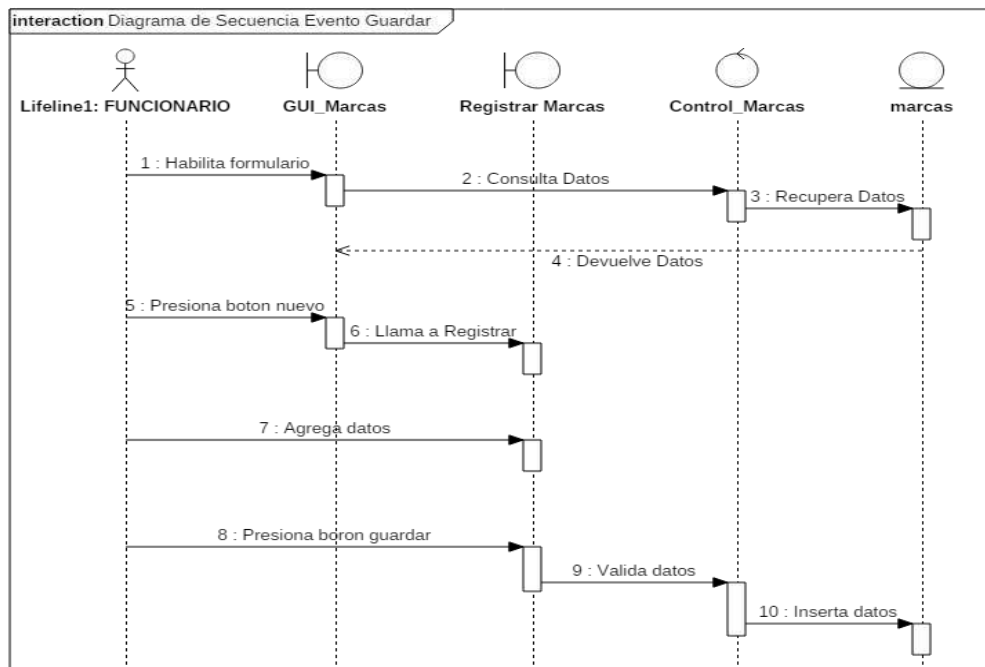 interaction Diagrama de Secuencia Evento Guardar
Lifeline1: FUNCIONARIO
GUI_Marcas
Registrar Marcas
Control_Marcas
marcas
1 : Habilita formulario
2 : Consulta Datos
3 : Recupera Datos
4 : Devuelve Datos
5 : Presiona boton nuevo
6 : Llama a Registrar
7 : Agrega datos
8 : Presiona boron guardar
9 : Valida datos
10 : Inserta datos